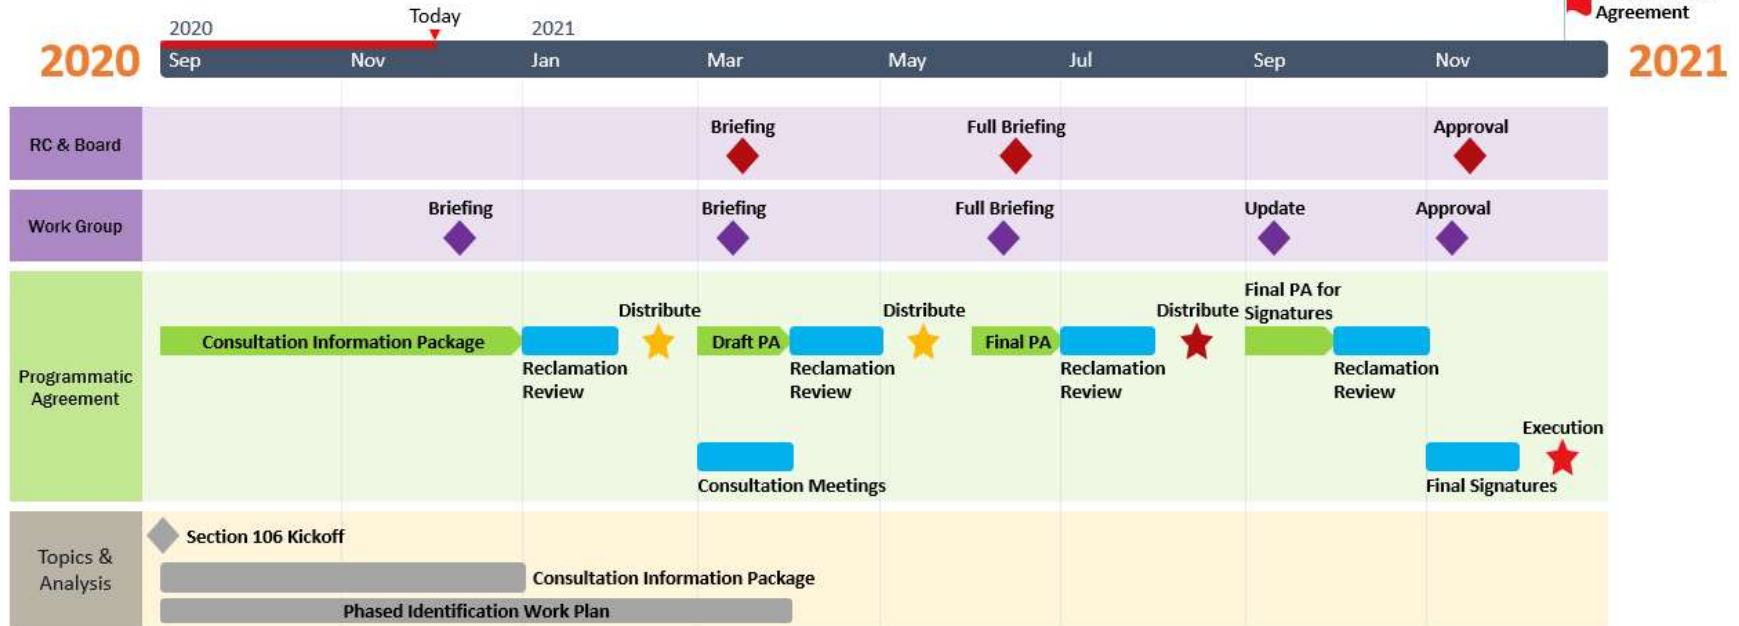 Agreement
Today
2020
2021
2020
Sep
Nov
Jan
Mar
May
Jul
Sep
Nov
2021
RC & Board
Briefing
Full Briefing
Approval
Work Group
Briefing
Briefing
Full Briefing
Update
Approval
Programmatic
Agreement
Final PA for
Signatures
Distribute
Distribute
Distribute
Consultation Information Package
Draft PA
Final PA
Reclamation
Review
Reclamation
Review
Reclamation
Review
Reclamation
Review
Execution
Consultation Meetings
Final Signatures
Topics &
Analysis
Section 106 Kickoff
Consultation Information Package
Phased Identification Work Plan